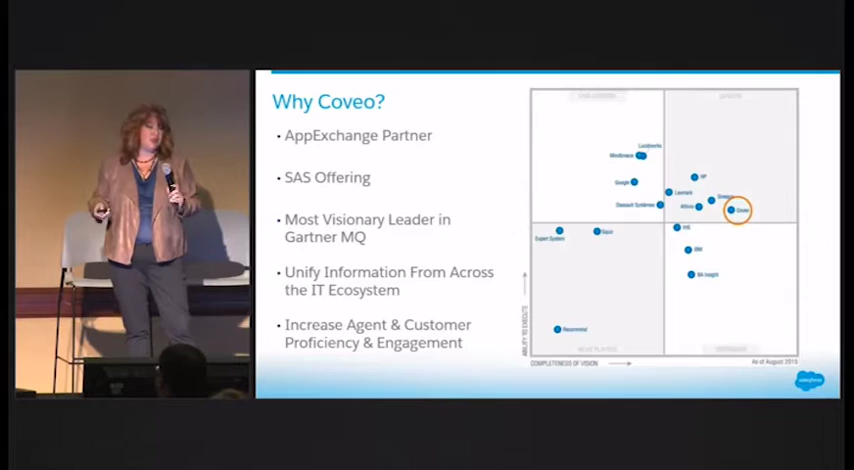 Why Coveo?
• AppExchange Partner
• SAS Offering
• Most Visionary Leader in
Gartner MQ
• Unify Information From Across
the IT Ecosystem
• Increase Agent & Customer
Proficiency & Engagement
CHALLENGERS
LEADERS
Lucidworks
Mindbreeze
HP
Google
Lexmark
Dassault Systèmes
Attivio
Sinequa
Coveo
IHS
Expert System
Squiz
IBM
BA Insight
Recommind
NICHE PLAYERS
ABILITY TO EXECUTE
COMPLETENESS OF VISION
As of August 2015
salesforce